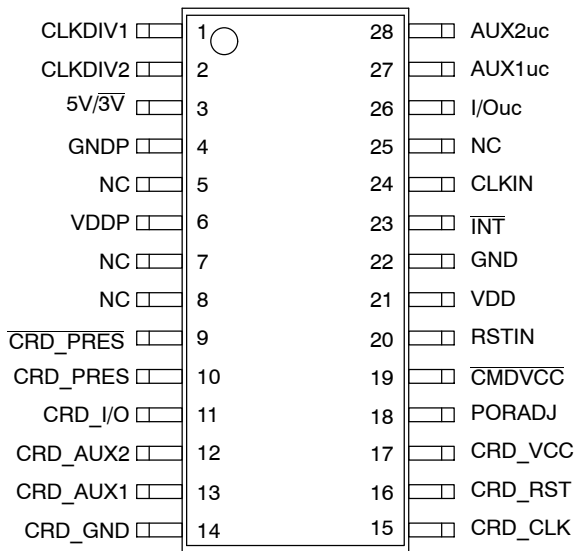 CLKDIV1 1 28 AUX2uc
CLKDIV2 2 27 AUX1uc
5V/3V 3 26 I/Ouc
GNDP 4 25 NC
NC 5 24 CLKIN
VDDP 6 23 INT
NC 7 22 GND
NC 8 21 VDD
CRD_PRES 9 20 RSTIN
CRD_PRES 10 19 CMDVCC
CRD_I/O 11 18 PORADJ
CRD_AUX2 12 17 CRD_VCC
CRD_AUX1 13 16 CRD_RST
CRD_GND 14 15 CRD_CLK